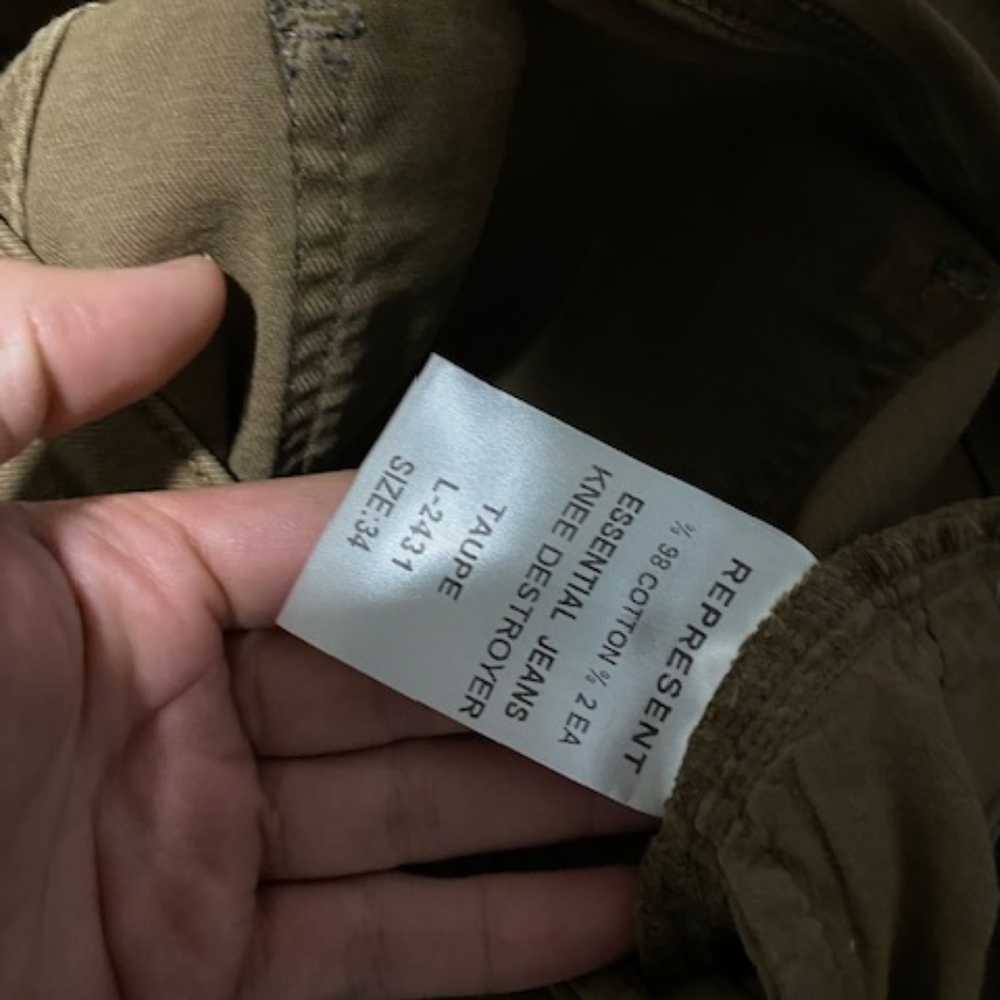 REPRESENT
% 98 COTTON % 2 EA
ESSENTIAL JEANS
KNEE DESTROYER
TAUPE
L-2431
SIZE:34